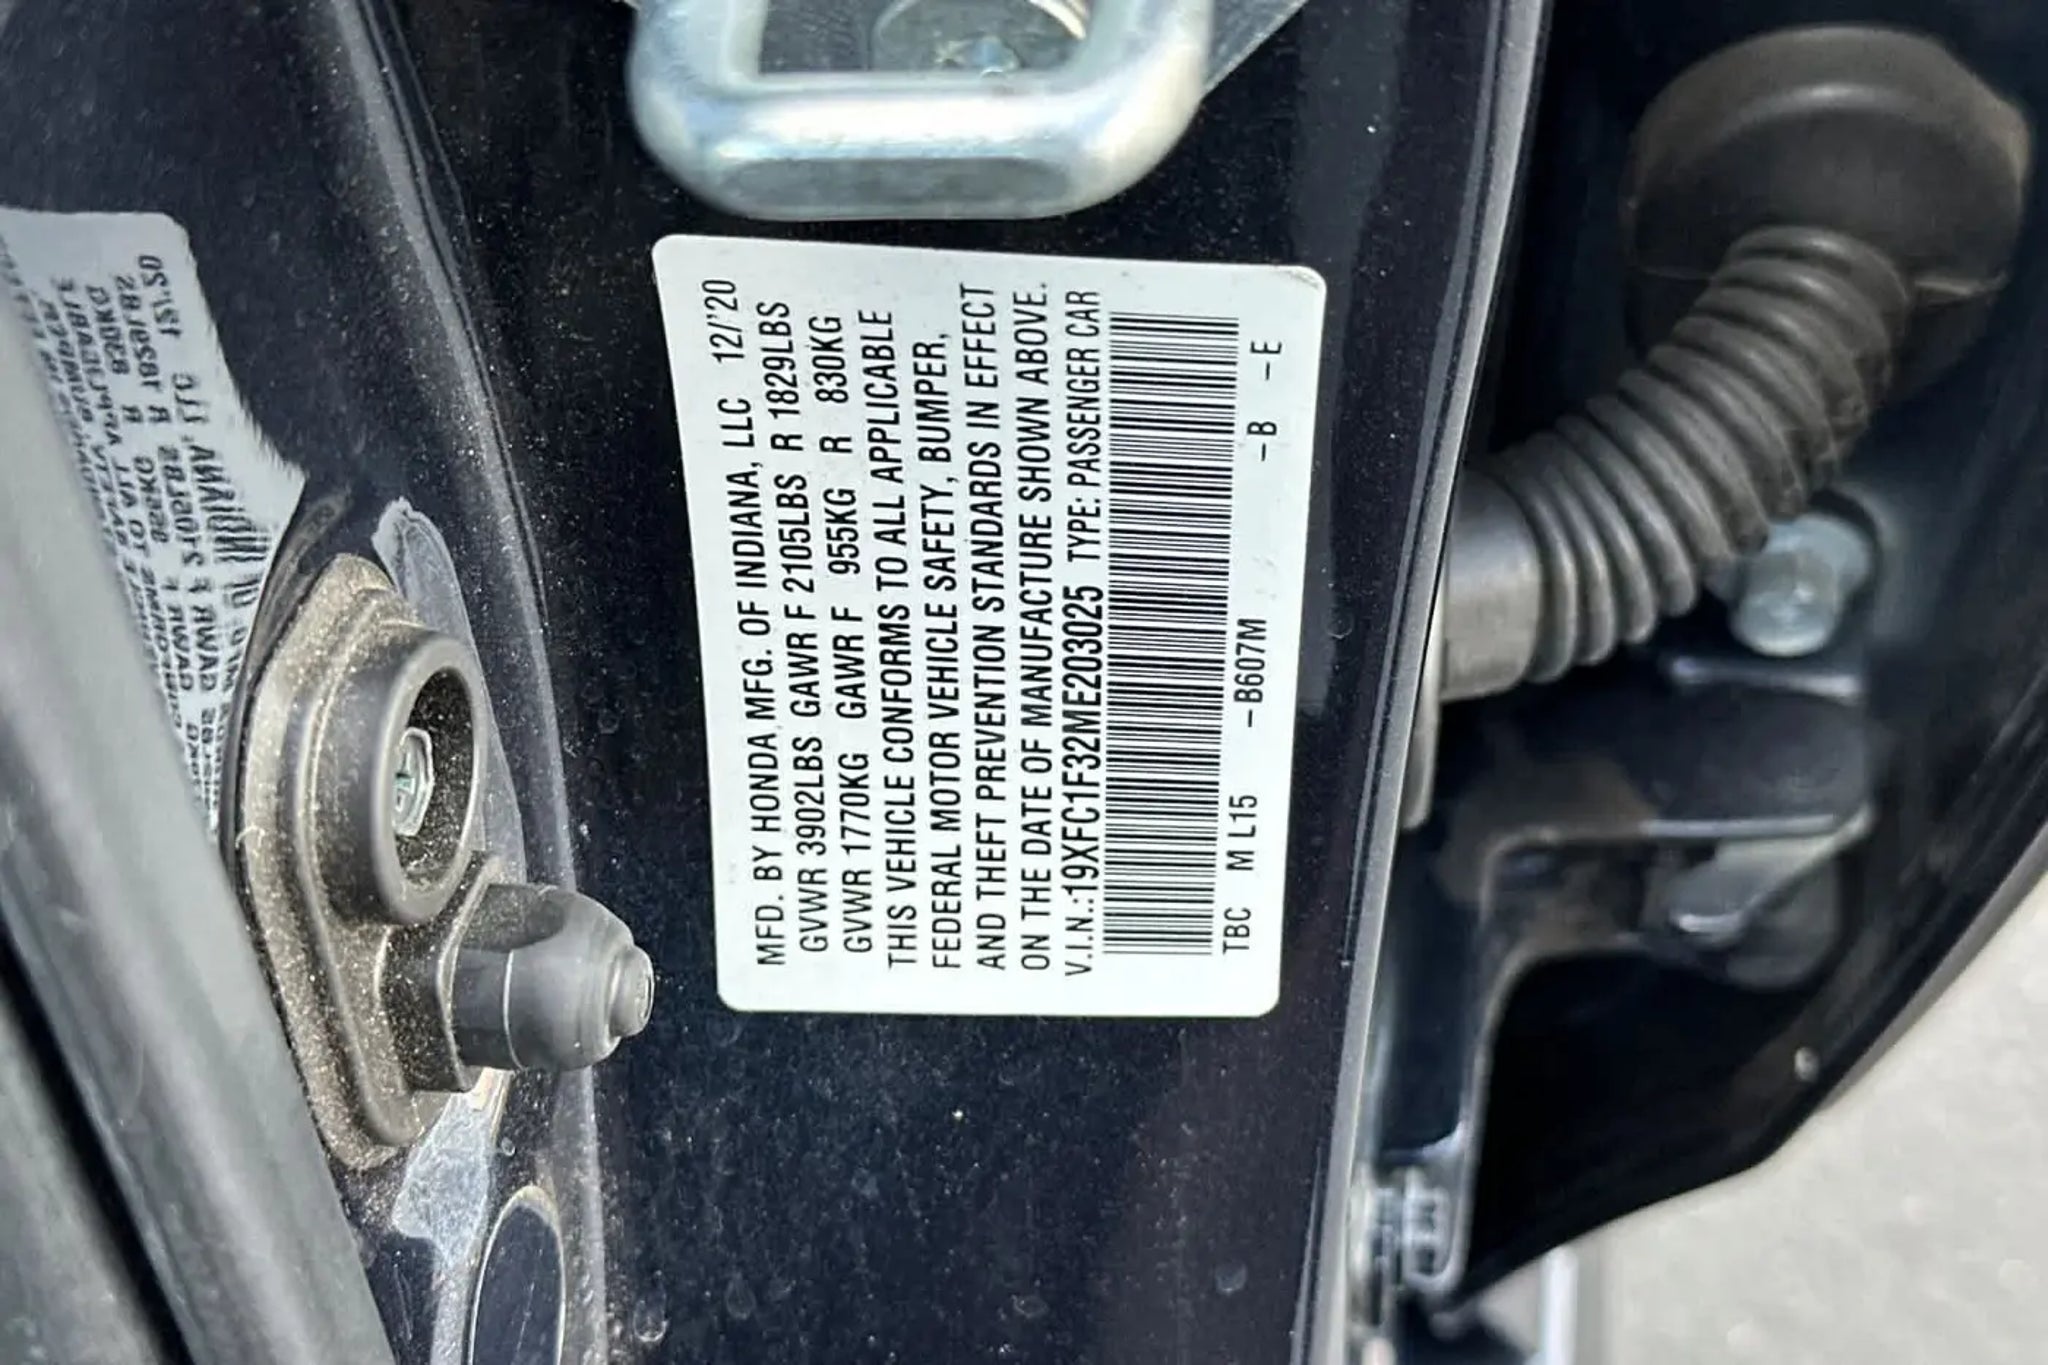 MFD. BY HONDA MFG. OF INDIANA, LLC 12/'20
GVWR 3902LBS GAWR F 2105LBS R 1829LBS
GVWR 1770KG GAWR F 955KG R 830KG
THIS VEHICLE CONFORMS TO ALL APPLICABLE
FEDERAL MOTOR VEHICLE SAFETY, BUMPER,
AND THEFT PREVENTION STANDARDS IN EFFECT
ON THE DATE OF MANUFACTURE SHOWN ABOVE.
V.I.N.:19XFC1F32ME203025 TYPE: PASSENGER CAR
TBC M L15 -B607M -B -E